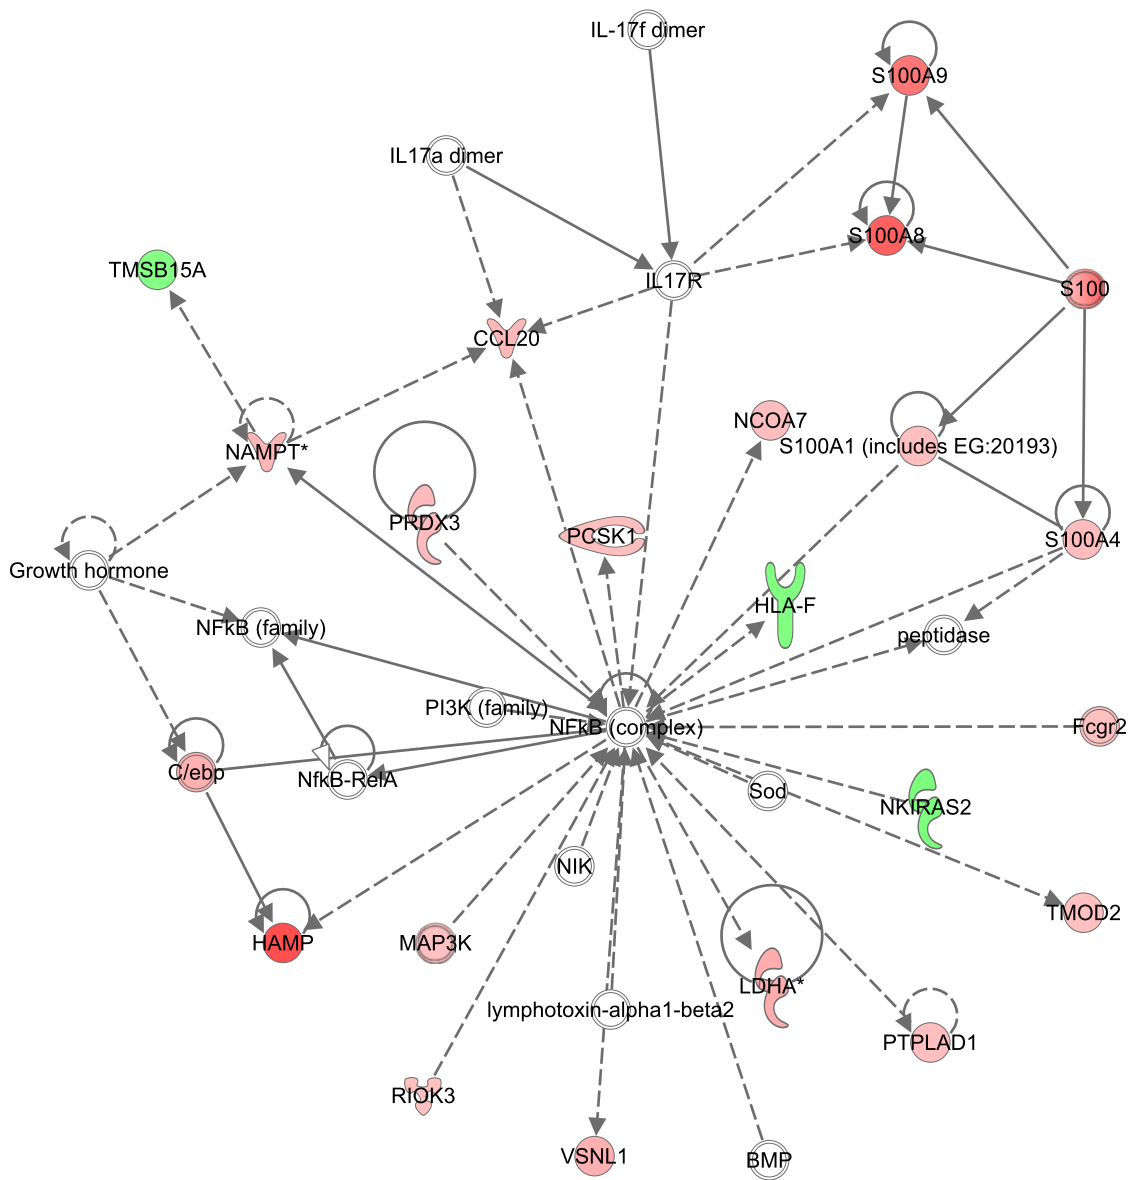 IL-17f dimer
S100A9
IL17a dimer
S100A8
TMSB15A
IL17R
S100
CCL20
NCOA7
S100A1 (includes EG:20193)
NAMPT*
PRDX3
PCSK1
S100A4
Growth hormone
HLA-F
NFkB (family)
peptidase
PI3K (family)
NFkB (complex)
Fcgr2
C/ebp
NfkB-RelA
Sod
NKIRAS2
NIK
TMOD2
HAMP
MAP3K
LDHA*
lymphotoxin-alpha1-beta2
PTPLAD1
RIOK3
VSNL1
BMP